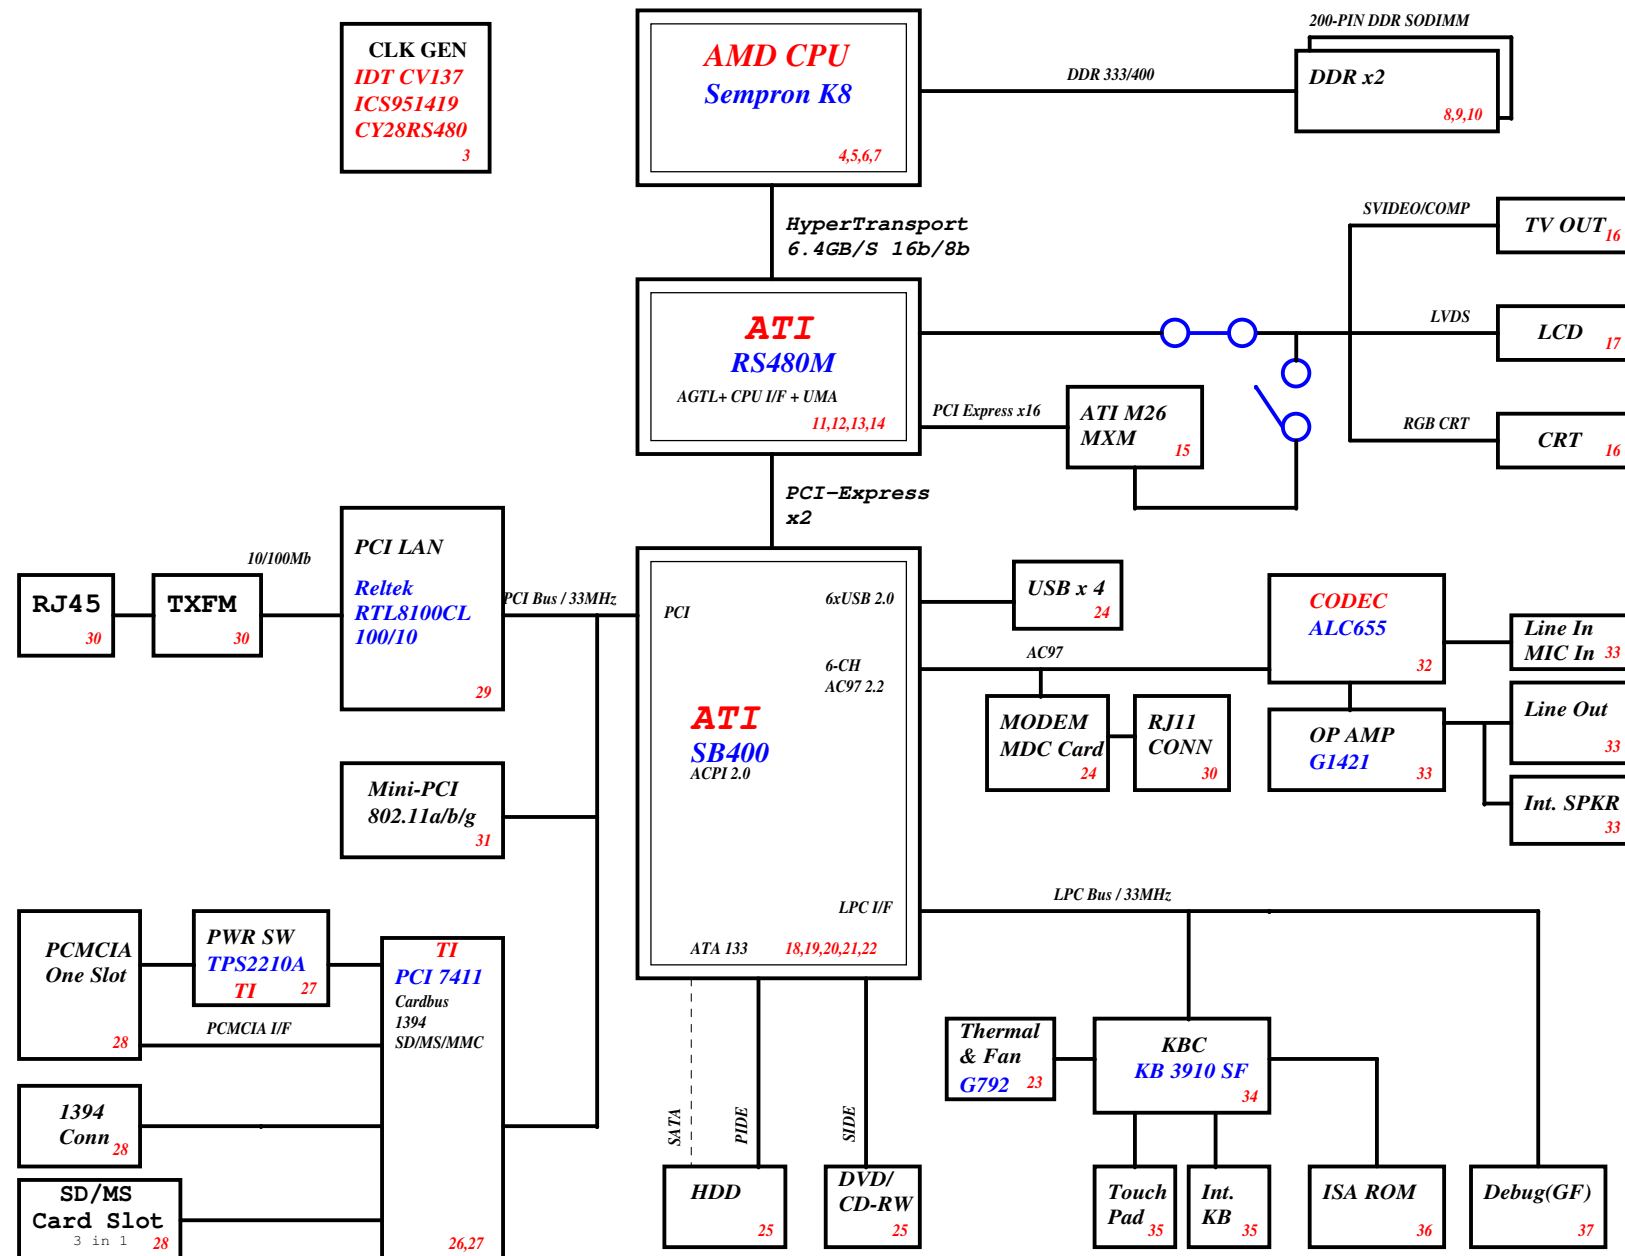 CLK GEN
IDT CV137
ICS951419
CY28RS480
3
AMD CPU
Sempron K8
4,5,6,7
DDR 333/400
200-PIN DDR SODIMM
DDR x2
8,9,10
HyperTransport
6.4GB/S 16b/8b
SVIDEO/COMP
TV OUT
16
ATI
RS480M
AGTL+ CPU I/F + UMA
11,12,13,14
LVDS
LCD
17
PCI Express x16
ATI M26
MXM
15
RGB CRT
CRT
16
PCI-Express
x2
RJ45
30
TXFM
30
10/100Mb
PCI LAN
Reltek
RTL8100CL
100/10
29
PCI Bus / 33MHz
PCI
6xUSB 2.0
6-CH
AC97 2.2
ATI
SB400
ACPI 2.0
LPC I/F
ATA 133
18,19,20,21,22
USB x 4
24
AC97
CODEC
ALC655
32
Line In
MIC In
33
MODEM
MDC Card
24
RJ11
CONN
30
OP AMP
G1421
33
Line Out
33
Int. SPKR
33
Mini-PCI
802.11a/b/g
31
LPC Bus / 33MHz
PCMCIA
One Slot
28
PWR SW
TPS2210A
TI
27
PCMCIA I/F
TI
PCI 7411
Cardbus
1394
SD/MS/MMC
26,27
1394
Conn
28
SD/MS
Card Slot
3 in 1
28
SATA
PIDE
SIDE
HDD
25
DVD/
CD-RW
25
Thermal
& Fan
G792
23
KBC
KB 3910 SF
34
Touch
Pad
35
Int.
KB
35
ISA ROM
36
Debug(GF)
37